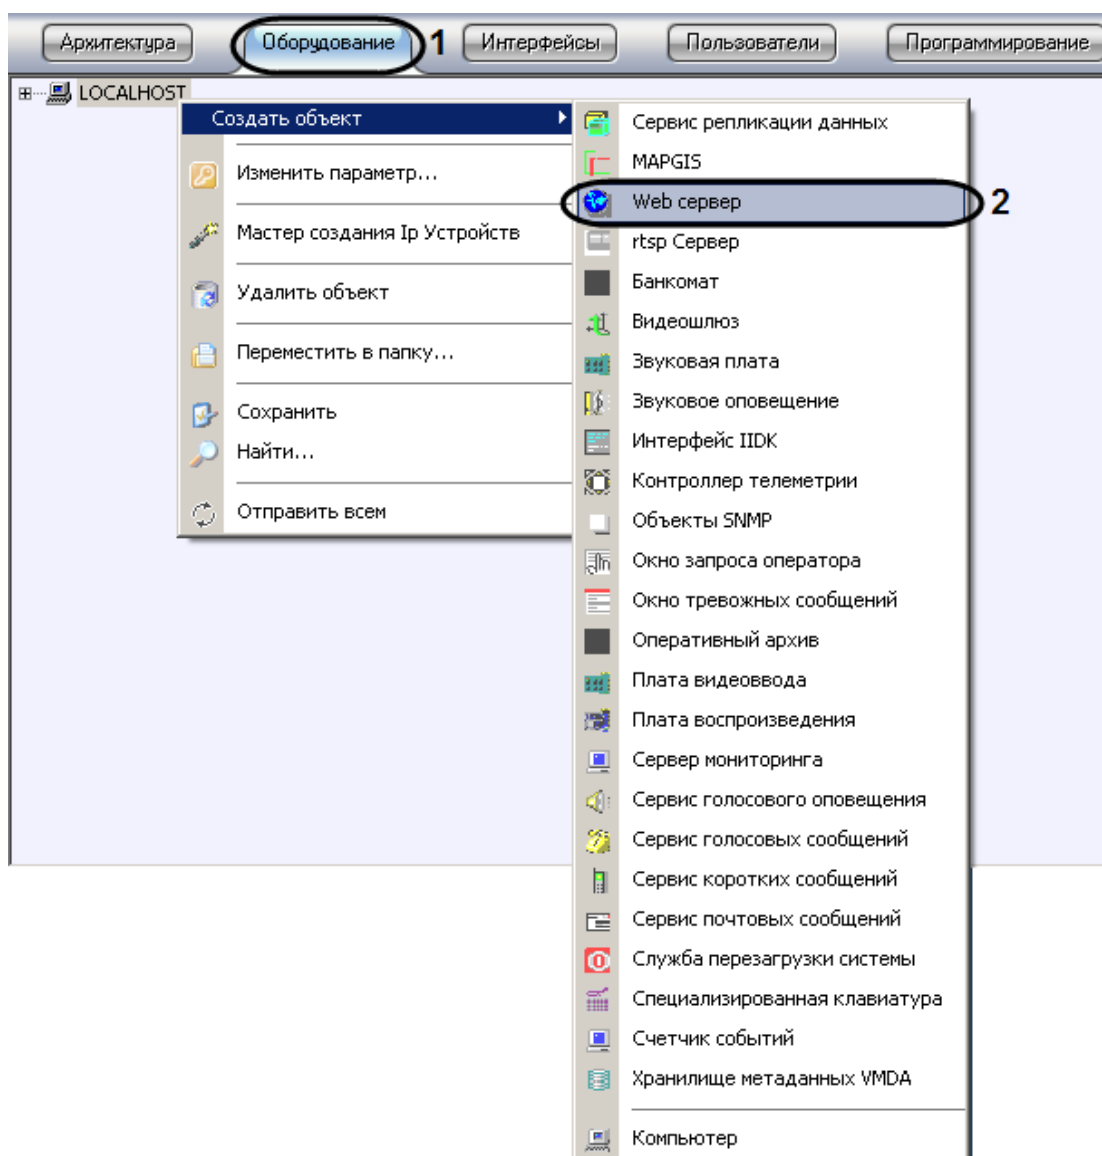 Архитектура
Оборудование
1
Интерфейсы
Пользователи
Программирование
LOCALHOST
Создать объект
Изменить параметр...
Мастер создания Ip Устройств
Удалить объект
Переместить в папку...
Сохранить
Найти...
Отправить всем
Сервис репликации данных
MAPGIS
Web сервер
2
rtsp Сервер
Банкомат
Видеошлюз
Звуковая плата
Звуковое оповещение
Интерфейс IIDK
Контроллер телеметрии
Объекты SNMP
Окно запроса оператора
Окно тревожных сообщений
Оперативный архив
Плата видеоввода
Плата воспроизведения
Сервер мониторинга
Сервис голосового оповещения
Сервис голосовых сообщений
Сервис коротких сообщений
Сервис почтовых сообщений
Служба перезагрузки системы
Специализированная клавиатура
Счетчик событий
Хранилище метаданных VMDA
Компьютер